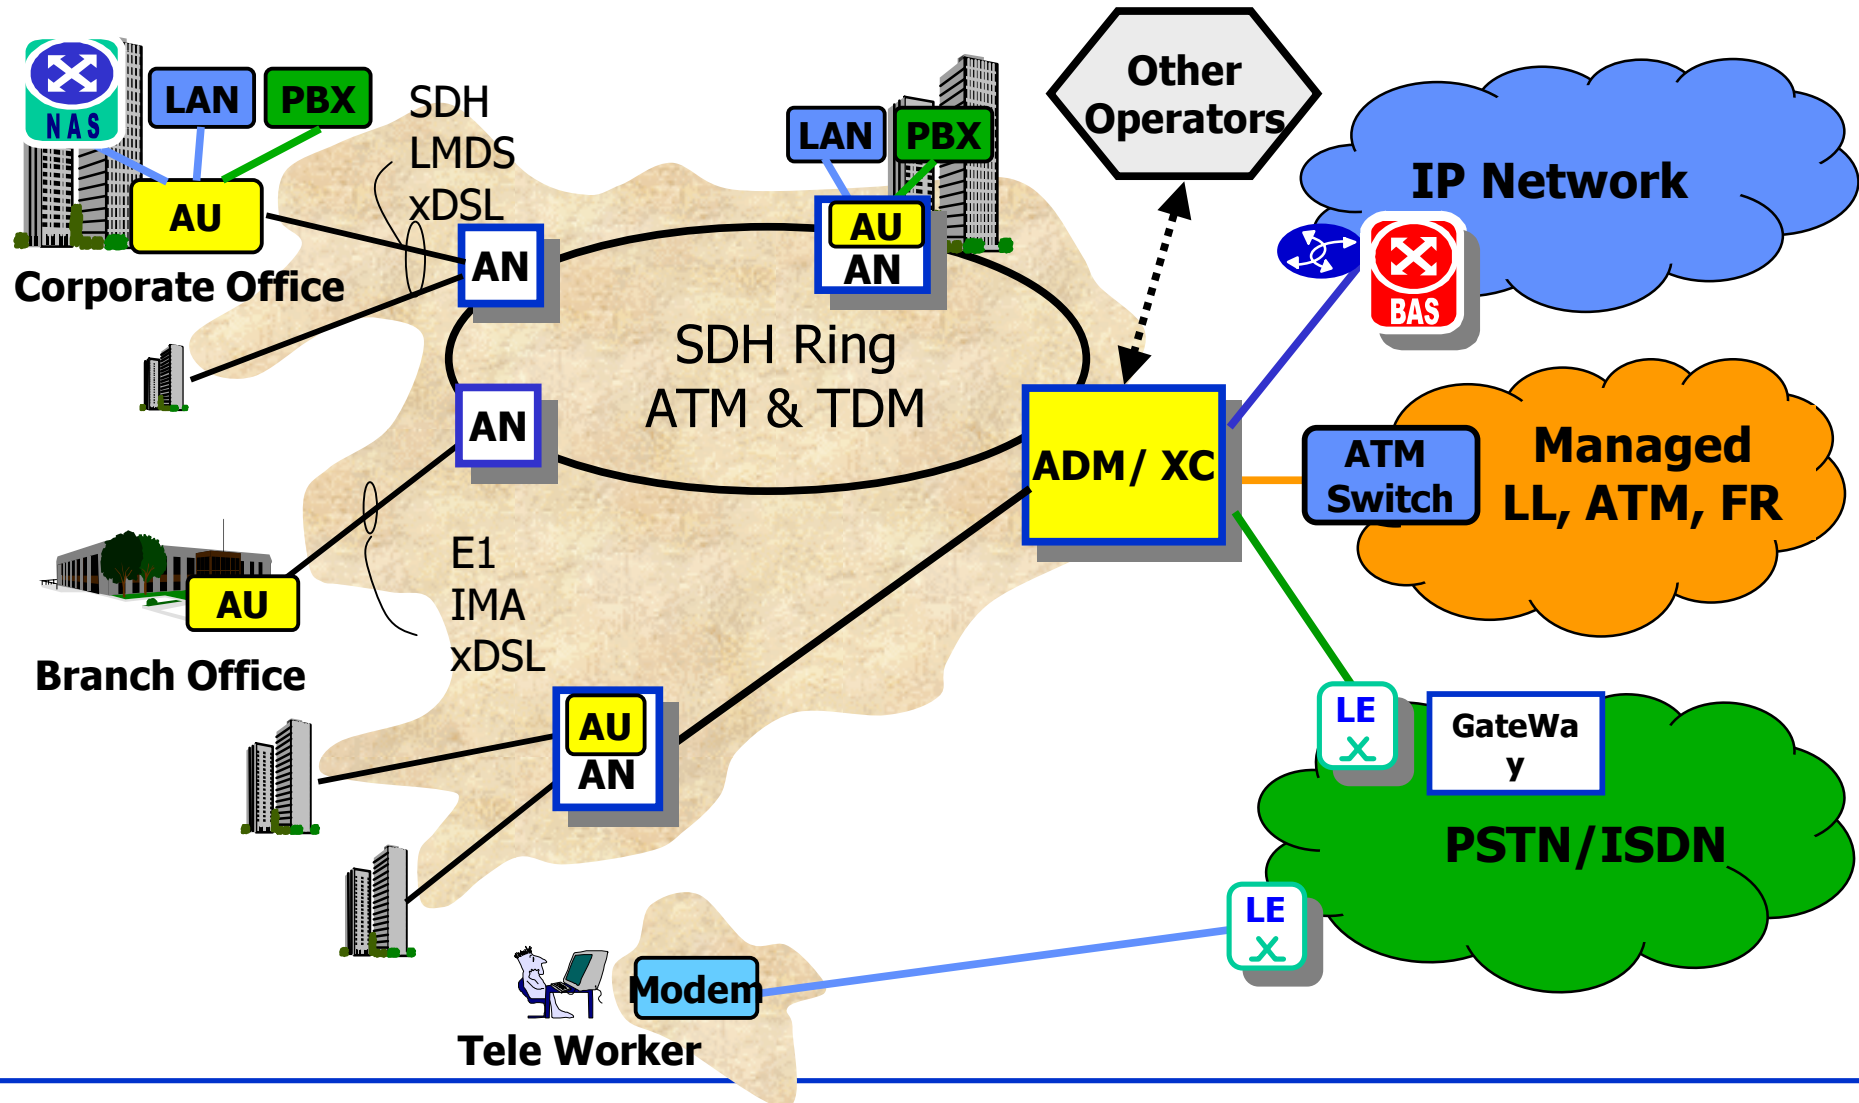 NAS
LAN
PBX
AU
Corporate Office
SDH
LMDS
xDSL
AN
LAN
PBX
AU
AN
Other
Operators
IP Network
BAS
SDH Ring
ATM & TDM
AN
ADM/ XC
ATM
Switch
Managed
LL, ATM, FR
AU
Branch Office
E1
IMA
xDSL
AU
AN
LE
GateWa
y
PSTN/ISDN
LE
Modem
Tele Worker